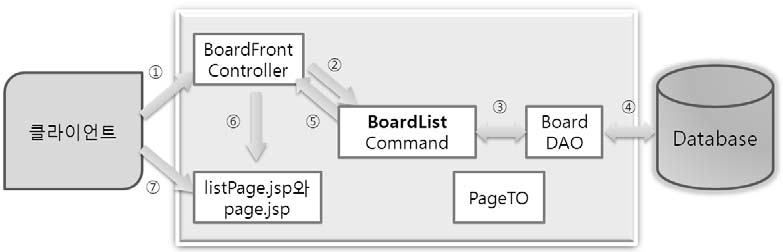 BoardFront
Controller
①
②
클라이언트
⑥
⑤
BoardList
Command
③
Board
DAO
④
Database
⑦
listPage.jsp와
page.jsp
PageTO